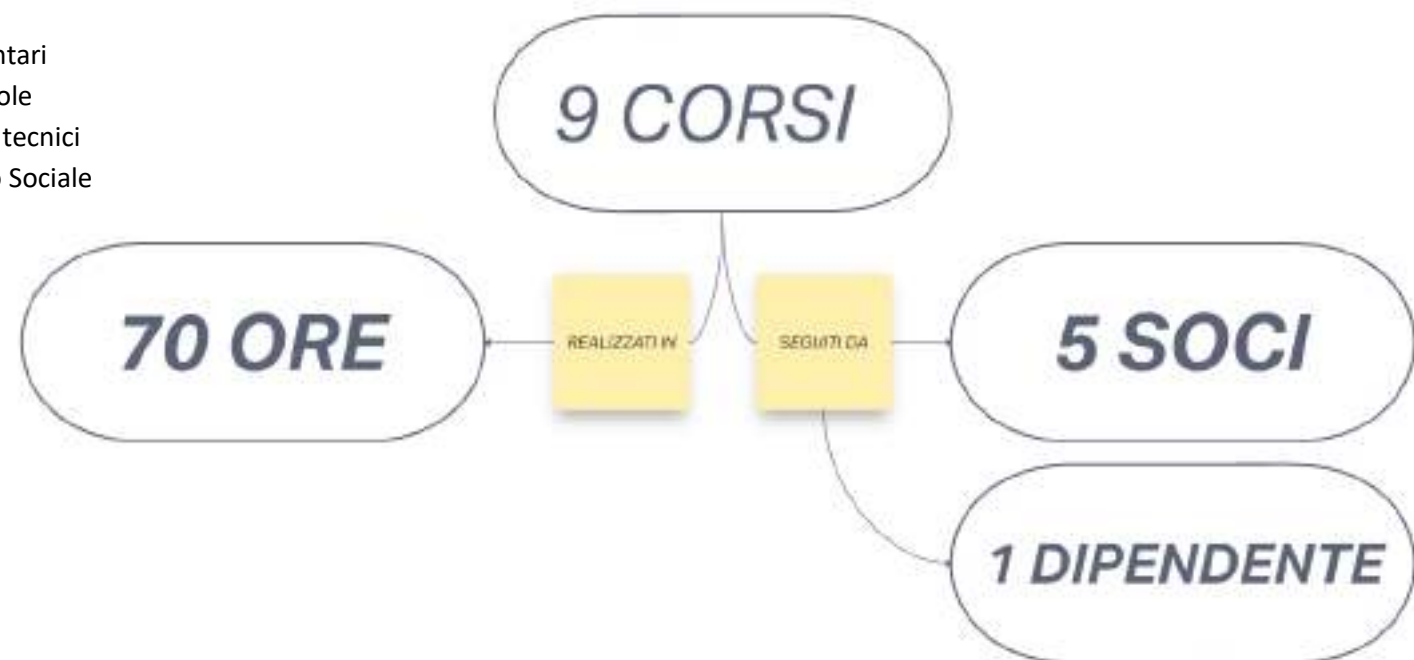 ntari
ole
tecnici
Sociale
9 CORSI
70 ORE
REALIZZATI IN
SEGUITI DA
5 SOCI
1 DIPENDENTE